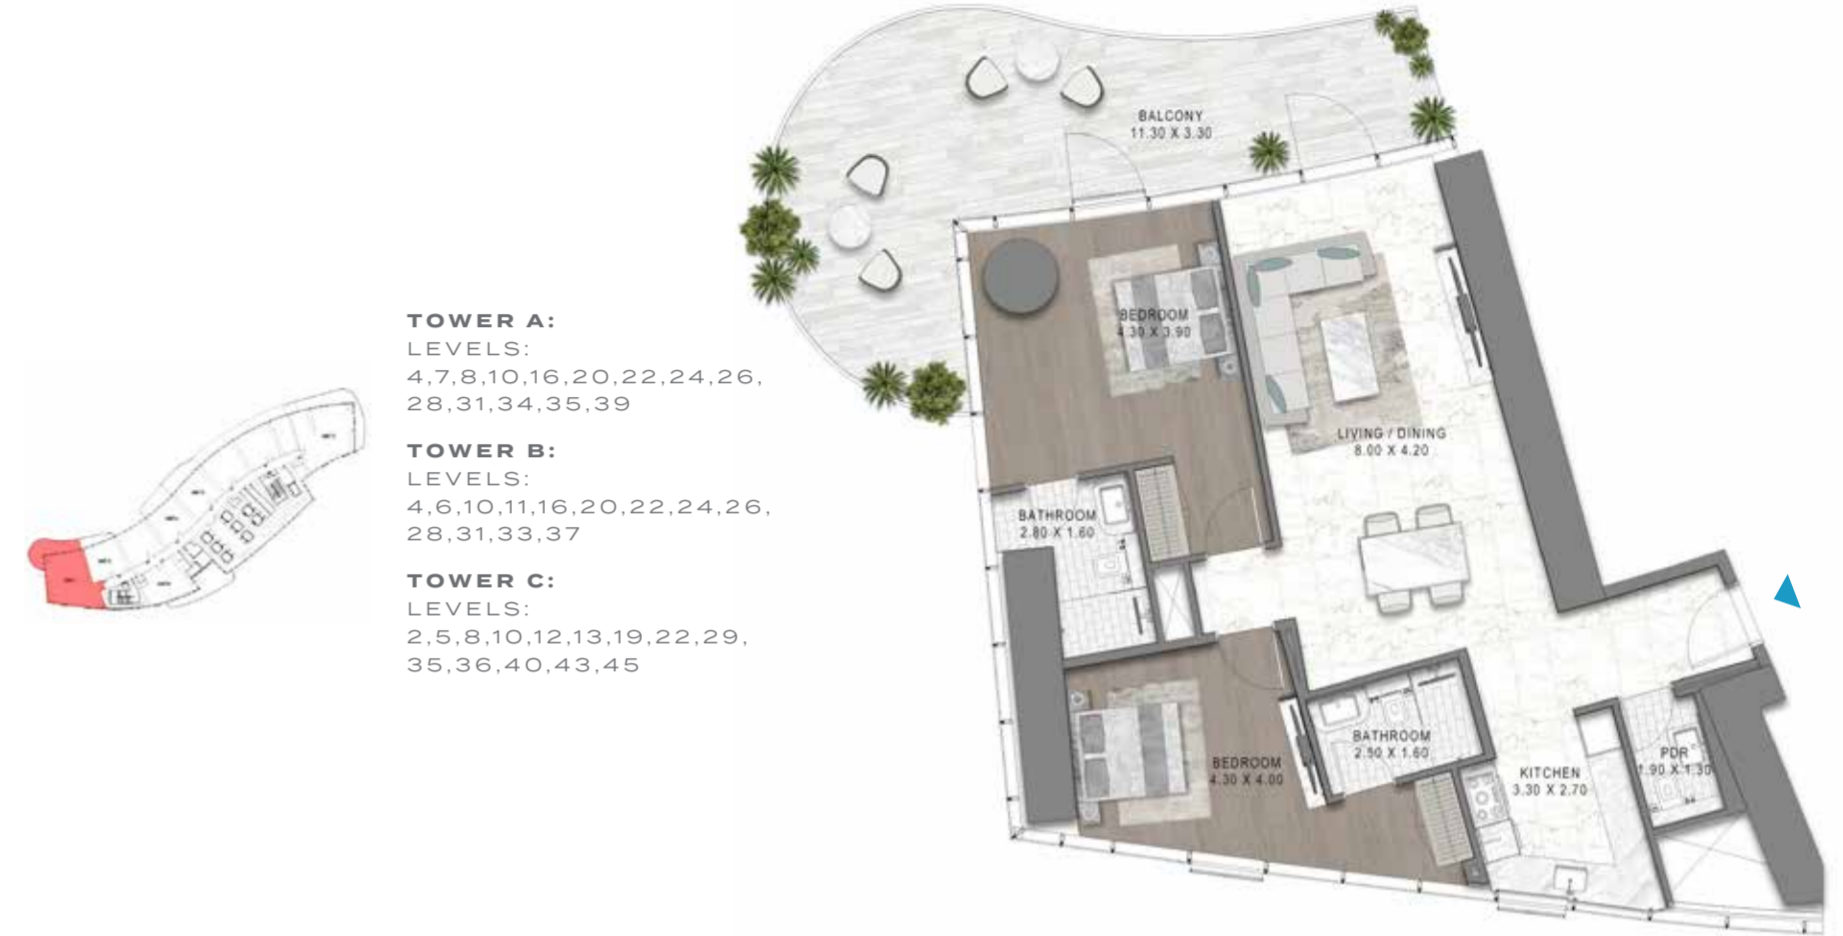 TOWER A:
LEVELS:
4,7,8,10,16,20,22,24,26,
28,31,34,35,39
TOWER B:
LEVELS:
4,6,10,11,16,20,22,24,26,
28,31,33,37
TOWER C:
LEVELS:
2,5,8,10,12,13,19,22,29,
35,36,40,43,45
BALCONY
11.30 X 3.30
BEDROOM
4.30 X 3.90
LIVING / DINING
8.00 X 4.20
BATHROOM
2.80 X 1.60
BATHROOM
2.50 X 1.60
BEDROOM
4.30 X 4.00
KITCHEN
3.30 X 2.70
PDR
1.90 X 1.30